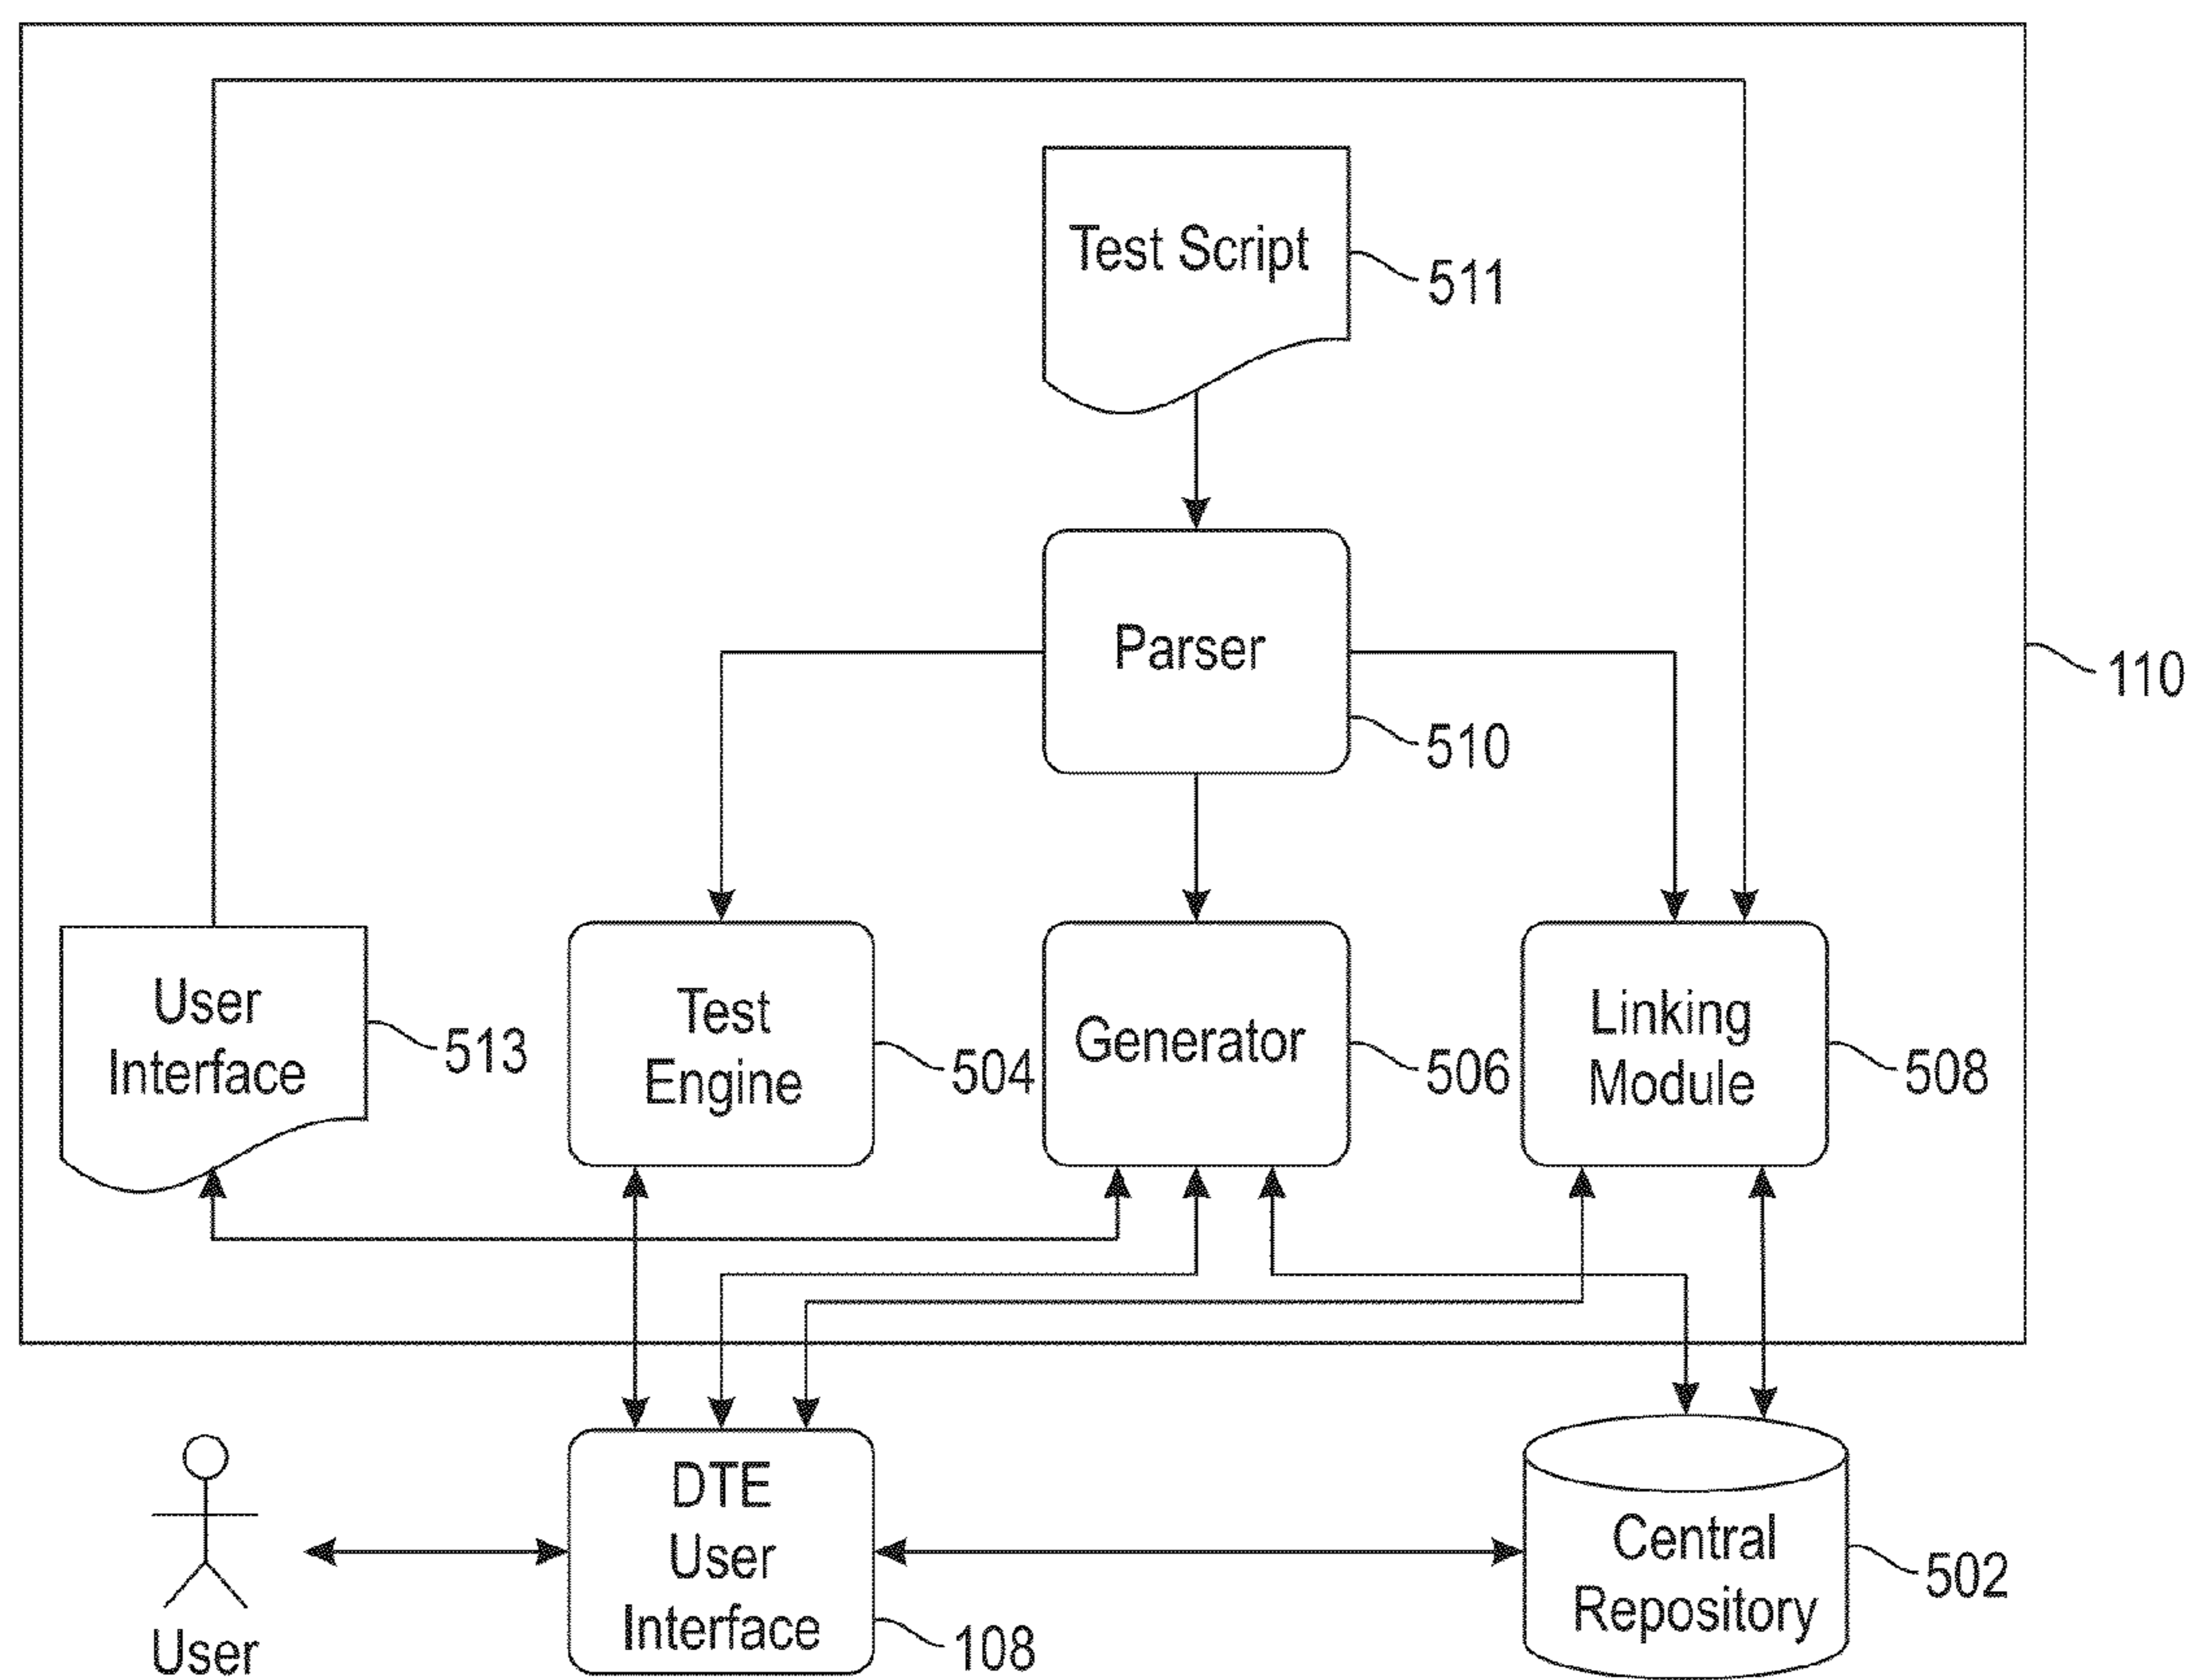 Test Script
511
Parser
110
510
User
Interface
513
Test
Engine
504
Generator
506
Linking
Module
508
User
DTE
User
Interface
108
Central
Repository
502